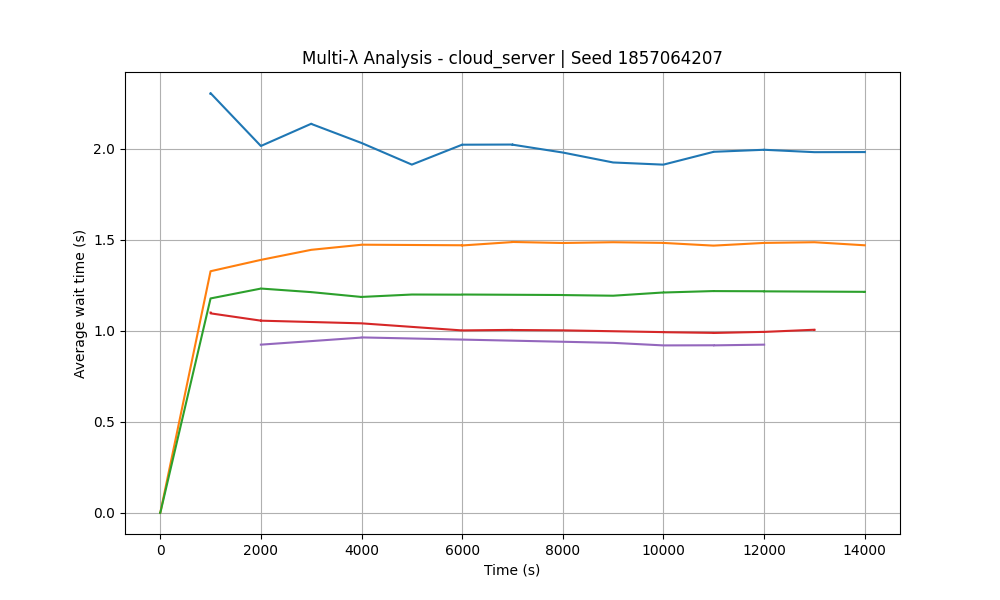 Multi-λ Analysis - cloud_server | Seed 1857064207
Average wait time (s)
2.0
1.5
1.0
0.5
0.0
0 2000 4000 6000 8000 10000 12000 14000
Time (s)